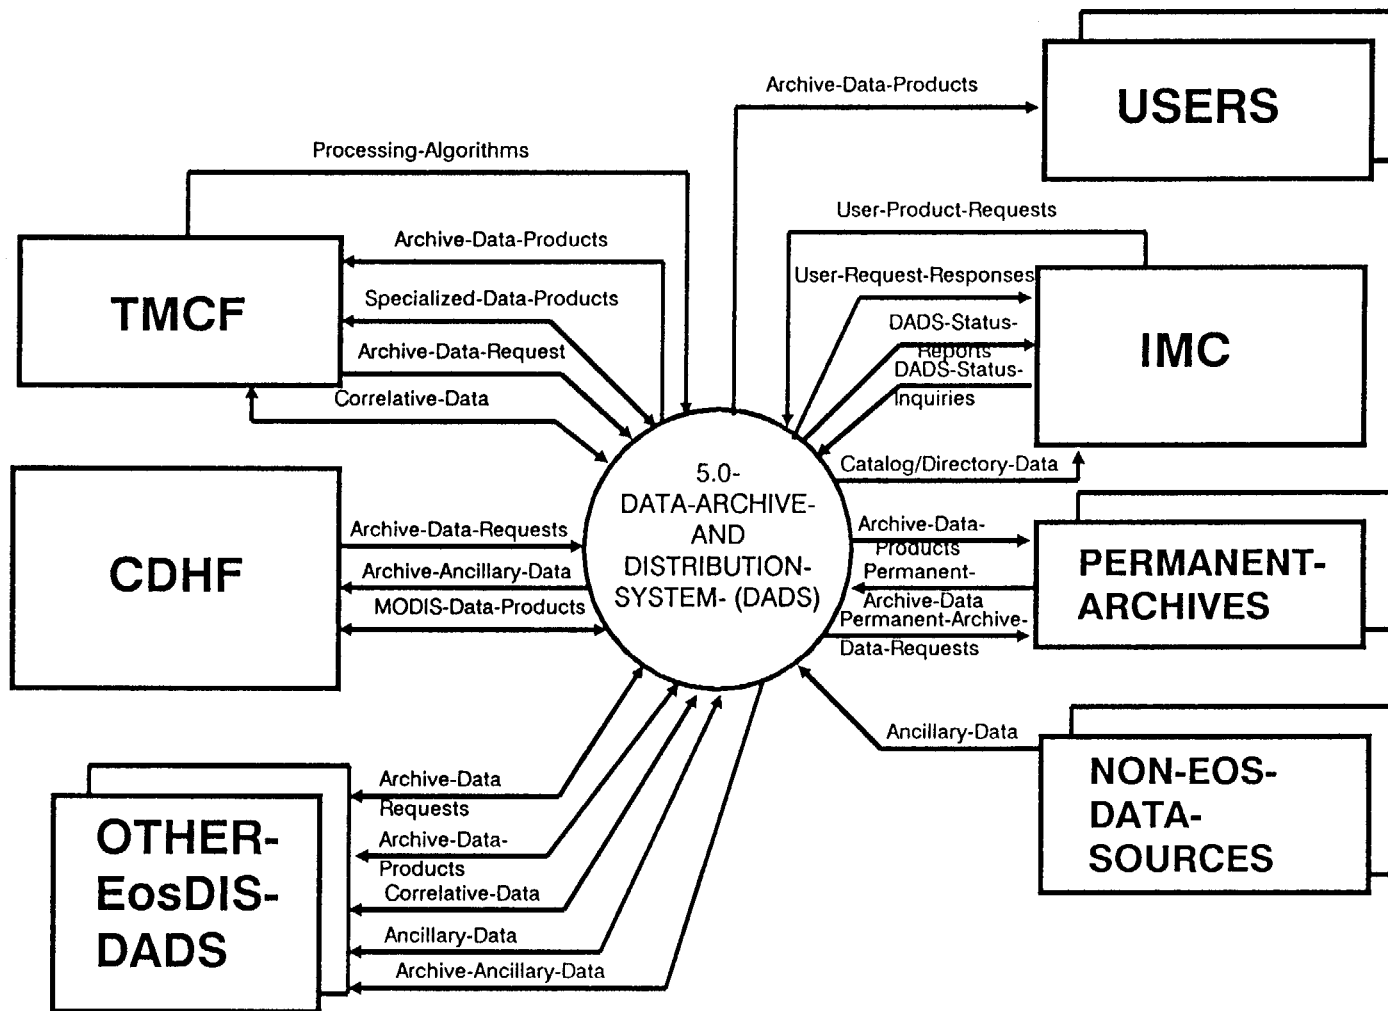 Archive-Data-Products
USERS
Processing-Algorithms
User-Product-Requests
Archive-Data-Products
User-Request-Responses
TMCF
Specialized-Data-Products
DADS-Status-
Reports
IMC
Archive-Data-Request
DADS-Status-
Inquiries
Correlative-Data
Catalog/Directory-Data
5.0-
DATA-ARCHIVE-
AND
DISTRIBUTION-
SYSTEM- (DADS)
CDHF
Archive-Data-Requests
Archive-Ancillary-Data
MODIS-Data-Products
Archive-Data-
Products
Permanent-
Archive-Data
Permanent-Archive-
Data-Requests
PERMANENT-
ARCHIVES
Ancillary-Data
NON-EOS-
DATA-
SOURCES
OTHER-
EosDIS-
DADS
Archive-Data
Requests
Archive-Data-
Products
Correlative-Data
Ancillary-Data
Archive-Ancillary-Data